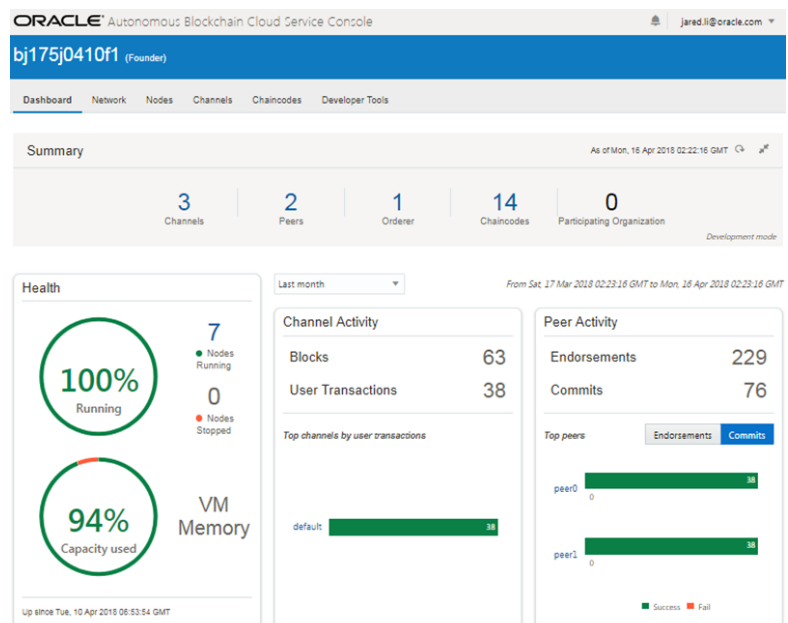 ORACLE® Autonomous Blockchain Cloud Service Console
jared.li@oracle.com
bj175j0410f1 (Founder)
Dashboard Network Nodes Channels Chaincodes Developer Tools
Summary
As of Mon, 16 Apr 2018 02:22:16 GMT
3 2 1 14 0
Channels Peers Orderer Chaincodes Participating Organization
Development mode
Last month
From Sat, 17 Mar 2018 02:23:16 GMT to Mon, 16 Apr 2018 02:23:16 GMT
Health
100%
Running
7
Nodes
Running
0
Nodes
Stopped
94%
Capacity used
VM
Memory
Up since Tue, 10 Apr 2018 06:53:54 GMT
Channel Activity
Blocks 63
User Transactions 38
Top channels by user transactions
default 38
Peer Activity
Endorsements 229
Commits 76
Top peers Endorsements Commits
peer0 38
0
peer1 38
0
Success Fail